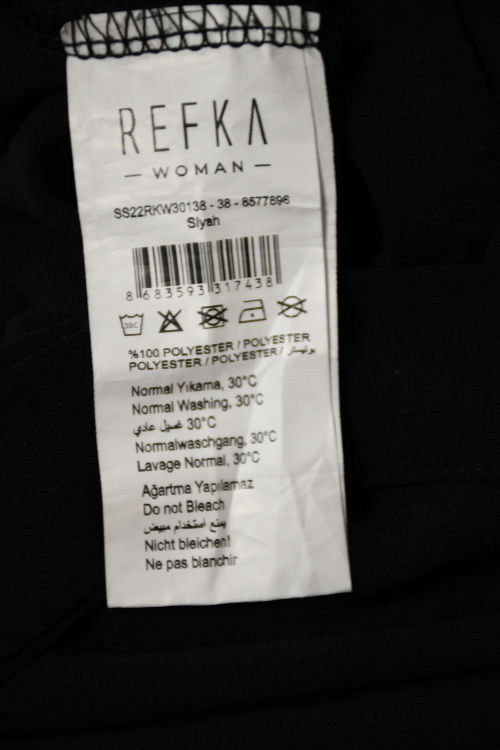 REFKA
— WOMAN —
SS22RKW30138 - 38 - 8577896
Siyah
8 683593 317438
30C
%100 POLYESTER / POLYESTER
POLYESTER / POLYESTER / بوليستر
Normal Yıkama, 30°C
Normal Washing, 30°C
غسيل عادي 30°C
Normalwaschgang, 30°C
Lavage Normal, 30°C
Ağartma Yapılamaz
Do not Bleach
يمنع استخدام مبيض
Nicht bleichen!
Ne pas blanchir